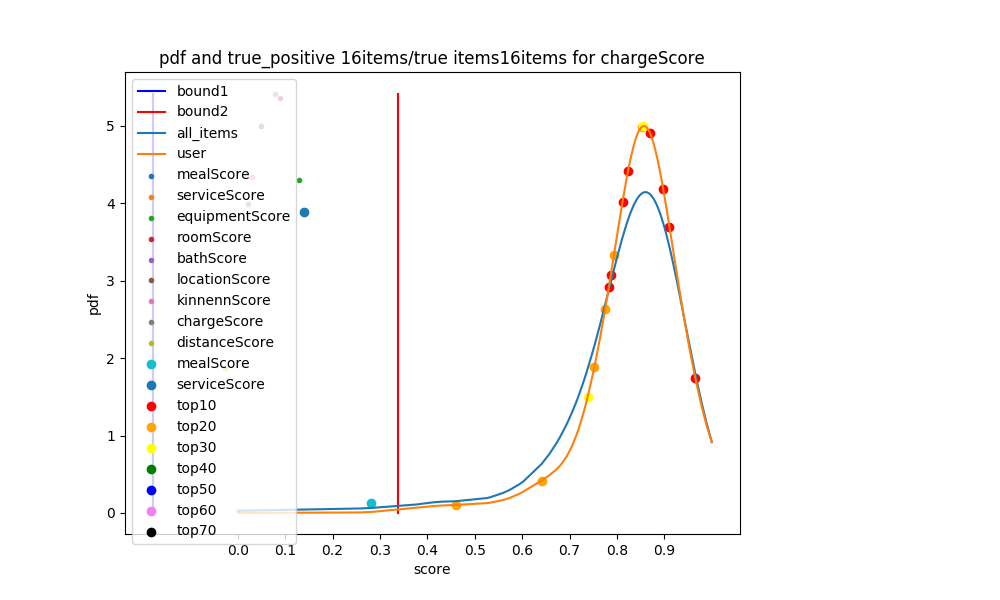 pdf and true_positive 16items/true items16items for chargeScore
bound1
bound2
all_items
user
mealScore
serviceScore
equipmentScore
roomScore
bathScore
locationScore
kinnennScore
chargeScore
distanceScore
mealScore
serviceScore
top10
top20
top30
top40
top50
top60
top70
pdf
5
4
3
2
1
0
0.0 0.1 0.2 0.3 0.4 0.5 0.6 0.7 0.8 0.9
score